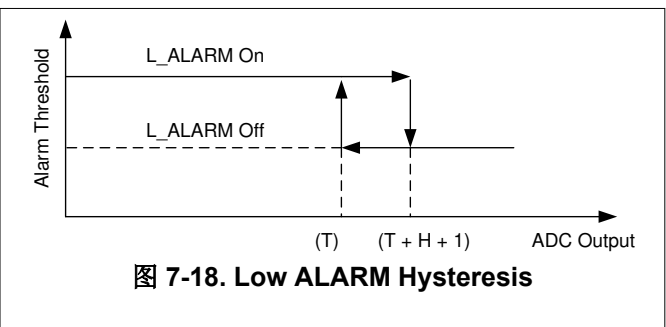 Alarm Threshold
L_ALARM On
L_ALARM Off
(T)
(T + H + 1)
ADC Output
图 7-18. Low ALARM Hysteresis